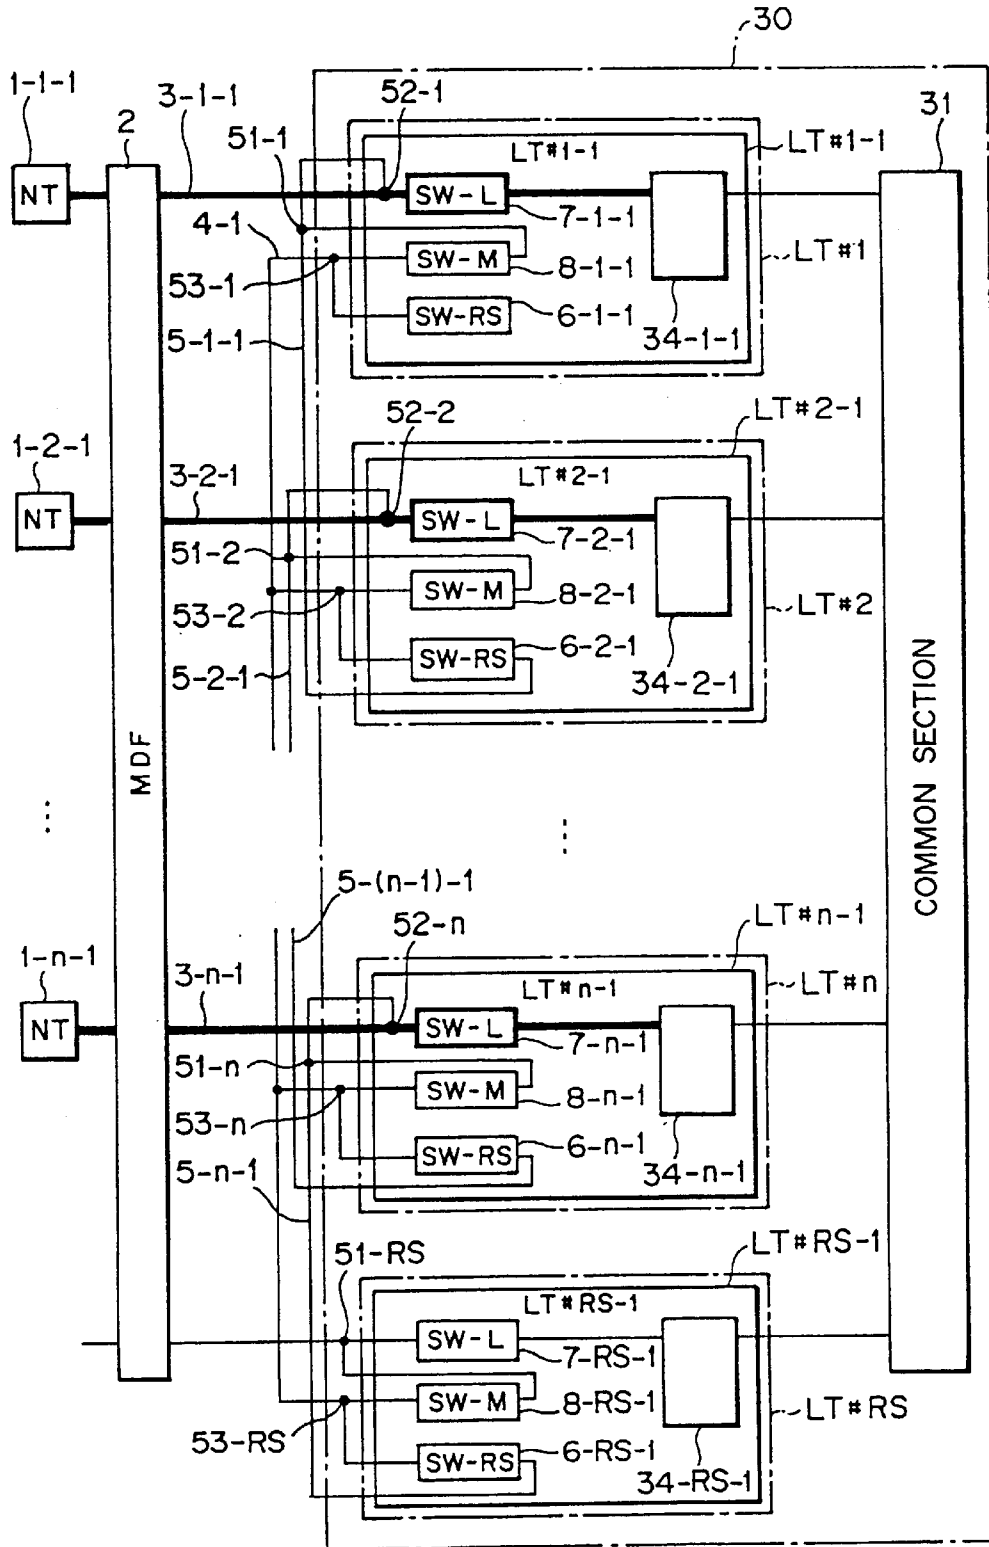 30
1-1-1
2
3-1-1
51-1
52-1
31
LT#1-1
LT#1-1
NT
SW-L
7-1-1
4-1
SW-M
8-1-1
LT#1
53-1
SW-RS
6-1-1
5-1-1
34-1-1
52-2
LT#2-1
1-2-1
3-2-1
LT#2-1
NT
SW-L
7-2-1
51-2
SW-M
8-2-1
LT#2
53-2
SW-RS
6-2-1
5-2-1
34-2-1
MDF
COMMON SECTION
5-(n-1)-1
52-n
LT#n-1
1-n-1
3-n-1
LT#n-1
LT#n
NT
SW-L
7-n-1
51-n
SW-M
8-n-1
53-n
SW-RS
6-n-1
5-n-1
34-n-1
51-RS
LT#RS-1
LT#RS-1
SW-L
7-RS-1
SW-M
8-RS-1
LT#RS
53-RS
SW-RS
6-RS-1
34-RS-1